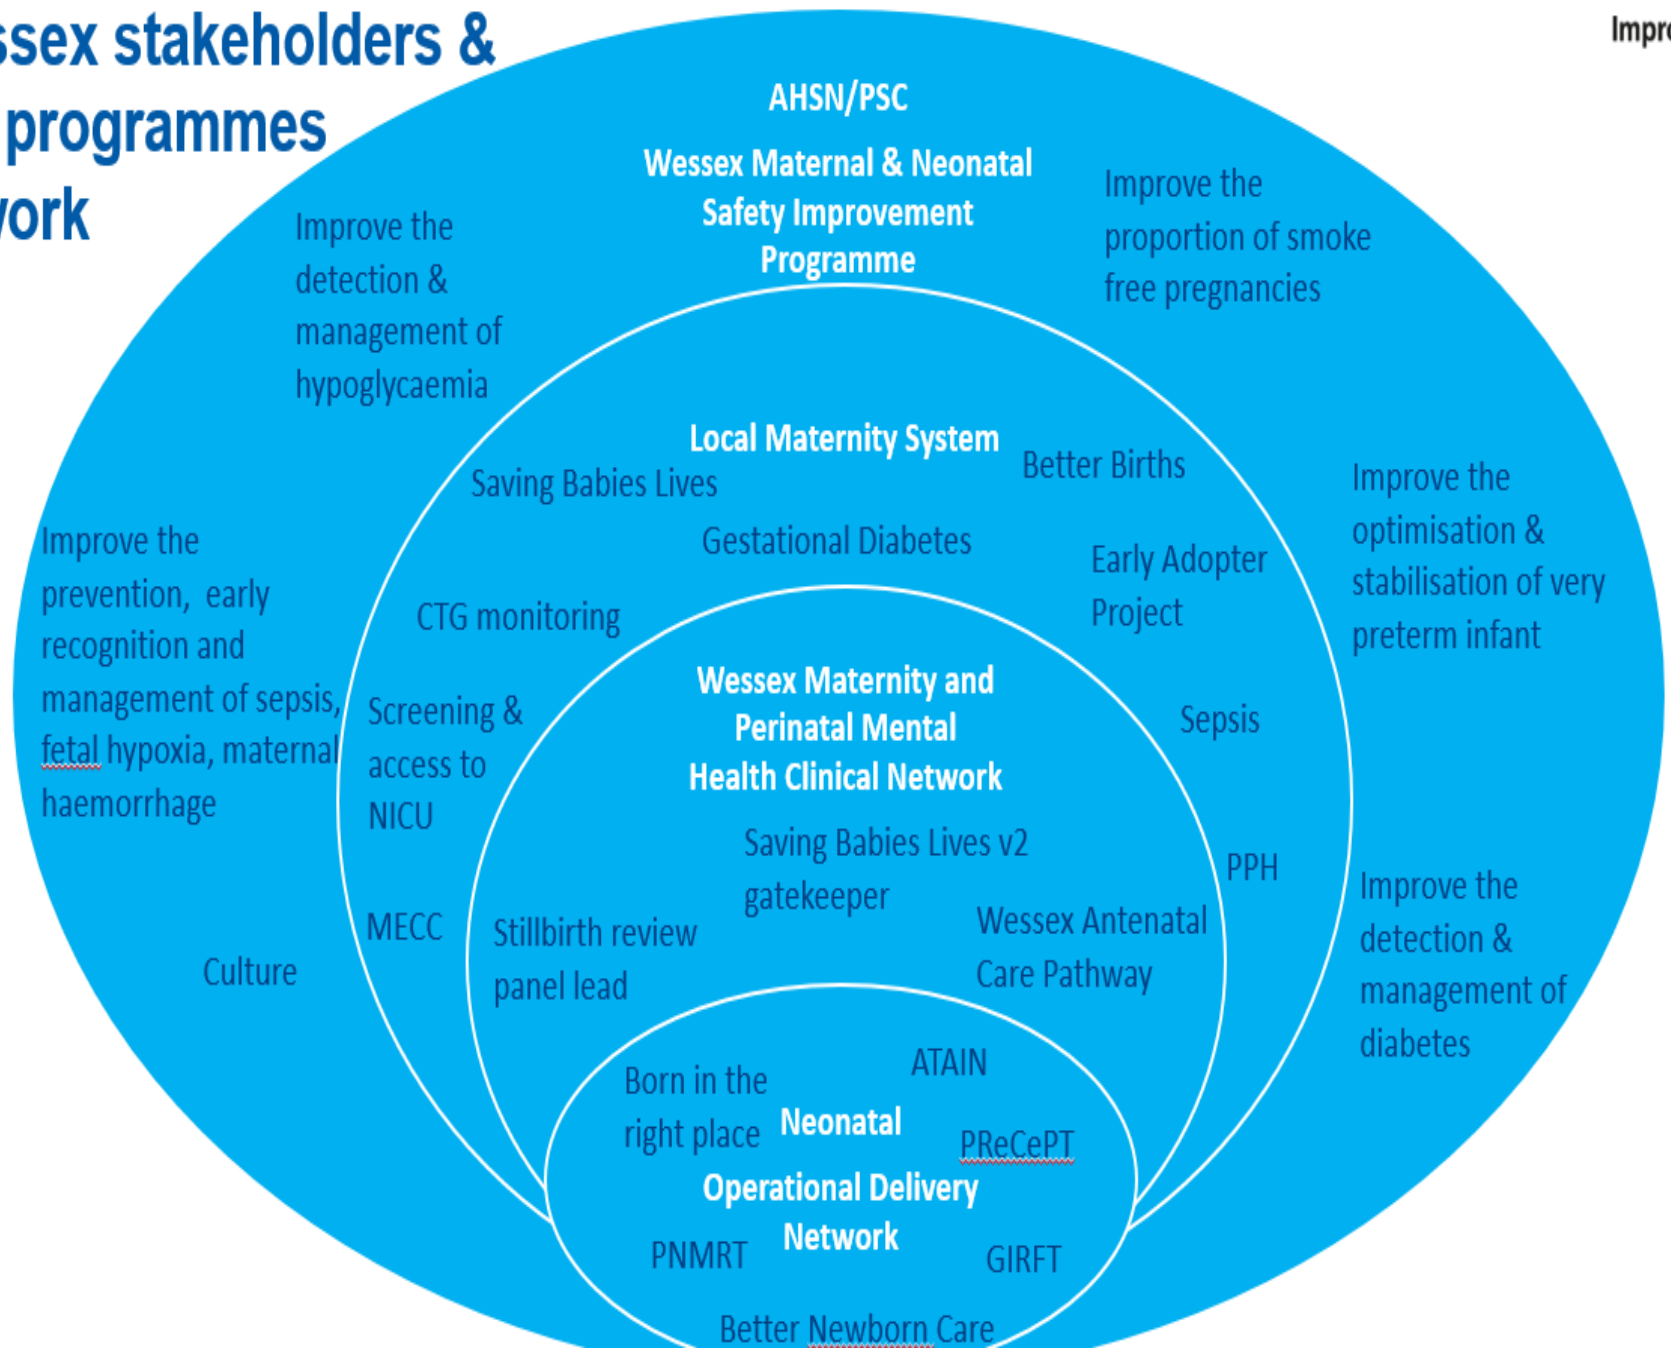 ssex stakeholders &
programmes
vork
Impro
AHSN/PSC
Wessex Maternal & Neonatal
Safety Improvement
Programme
Improve the
detection &
management of
hypoglycaemia
Improve the
proportion of smoke
free pregnancies
Improve the
prevention, early
recognition and
management of sepsis,
fetal hypoxia, maternal
haemorrhage
Improve the
optimisation &
stabilisation of very
preterm infant
Improve the
detection &
management of
diabetes
Culture
Local Maternity System
Saving Babies Lives
Better Births
Gestational Diabetes
Early Adopter
Project
CTG monitoring
Screening &
access to
NICU
Sepsis
PPH
MECC
Wessex Maternity and
Perinatal Mental
Health Clinical Network
Saving Babies Lives v2
gatekeeper
Stillbirth review
panel lead
Wessex Antenatal
Care Pathway
Born in the
right place
ATAIN
Neonatal
PReCePT
Operational Delivery
Network
PNMRT
GIRFT
Better Newborn Care